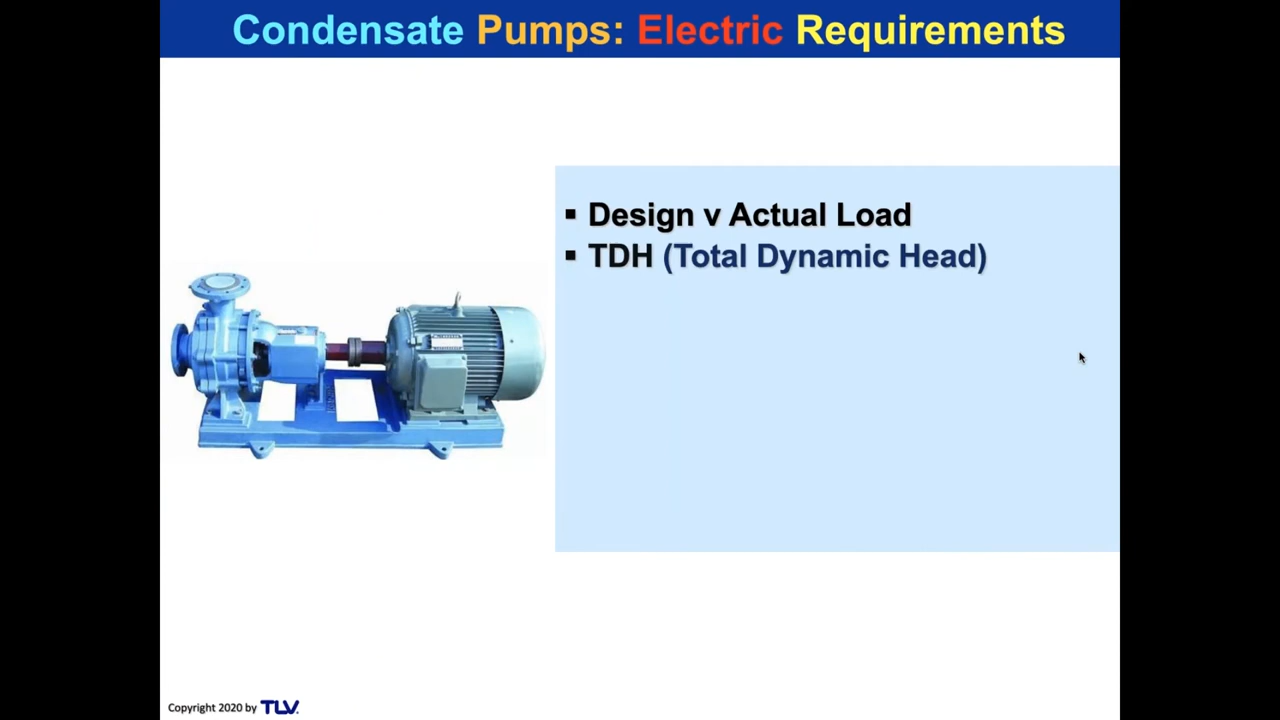 Condensate Pumps: Electric Requirements
▪ Design v Actual Load
▪ TDH (Total Dynamic Head)
Copyright 2020 by TLV.